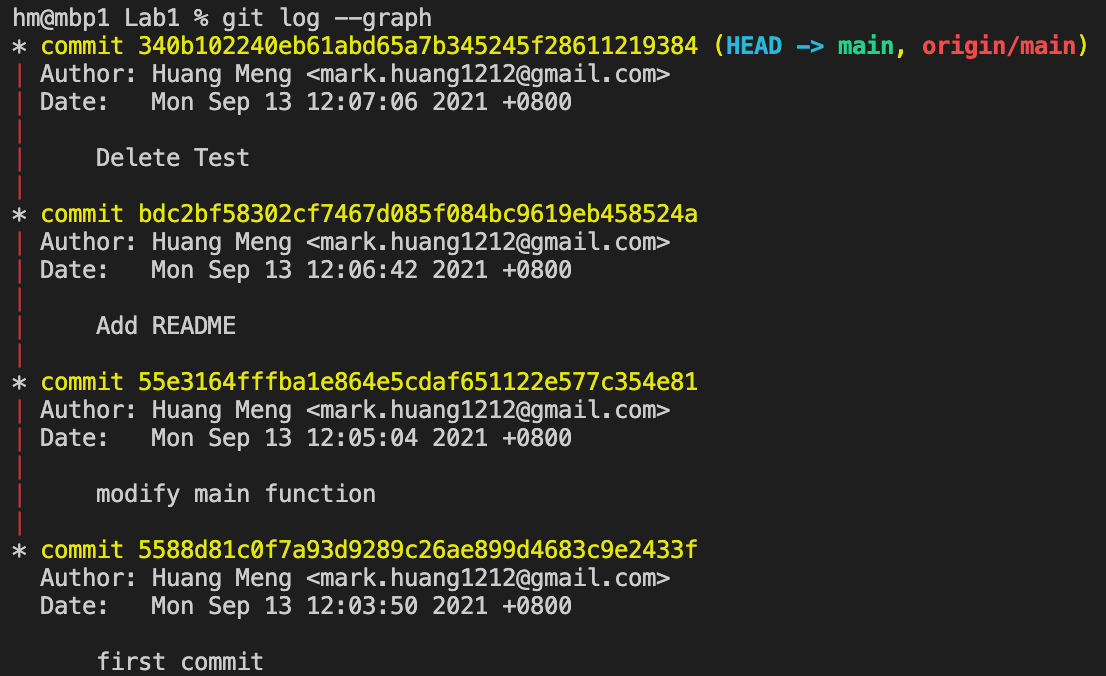 hm@mbp1 Lab1 % git log --graph
* commit 340b102240eb61abd65a7b345245f28611219384 (HEAD -> main, origin/main)
| Author: Huang Meng <mark.huang1212@gmail.com>
| Date:   Mon Sep 13 12:07:06 2021 +0800
|
|     Delete Test
|
* commit bdc2bf58302cf7467d085f084bc9619eb458524a
| Author: Huang Meng <mark.huang1212@gmail.com>
| Date:   Mon Sep 13 12:06:42 2021 +0800
|
|     Add README
|
* commit 55e3164fffba1e864e5cdaf651122e577c354e81
| Author: Huang Meng <mark.huang1212@gmail.com>
| Date:   Mon Sep 13 12:05:04 2021 +0800
|
|     modify main function
|
* commit 5588d81c0f7a93d9289c26ae899d4683c9e2433f
  Author: Huang Meng <mark.huang1212@gmail.com>
  Date:   Mon Sep 13 12:03:50 2021 +0800

      first commit